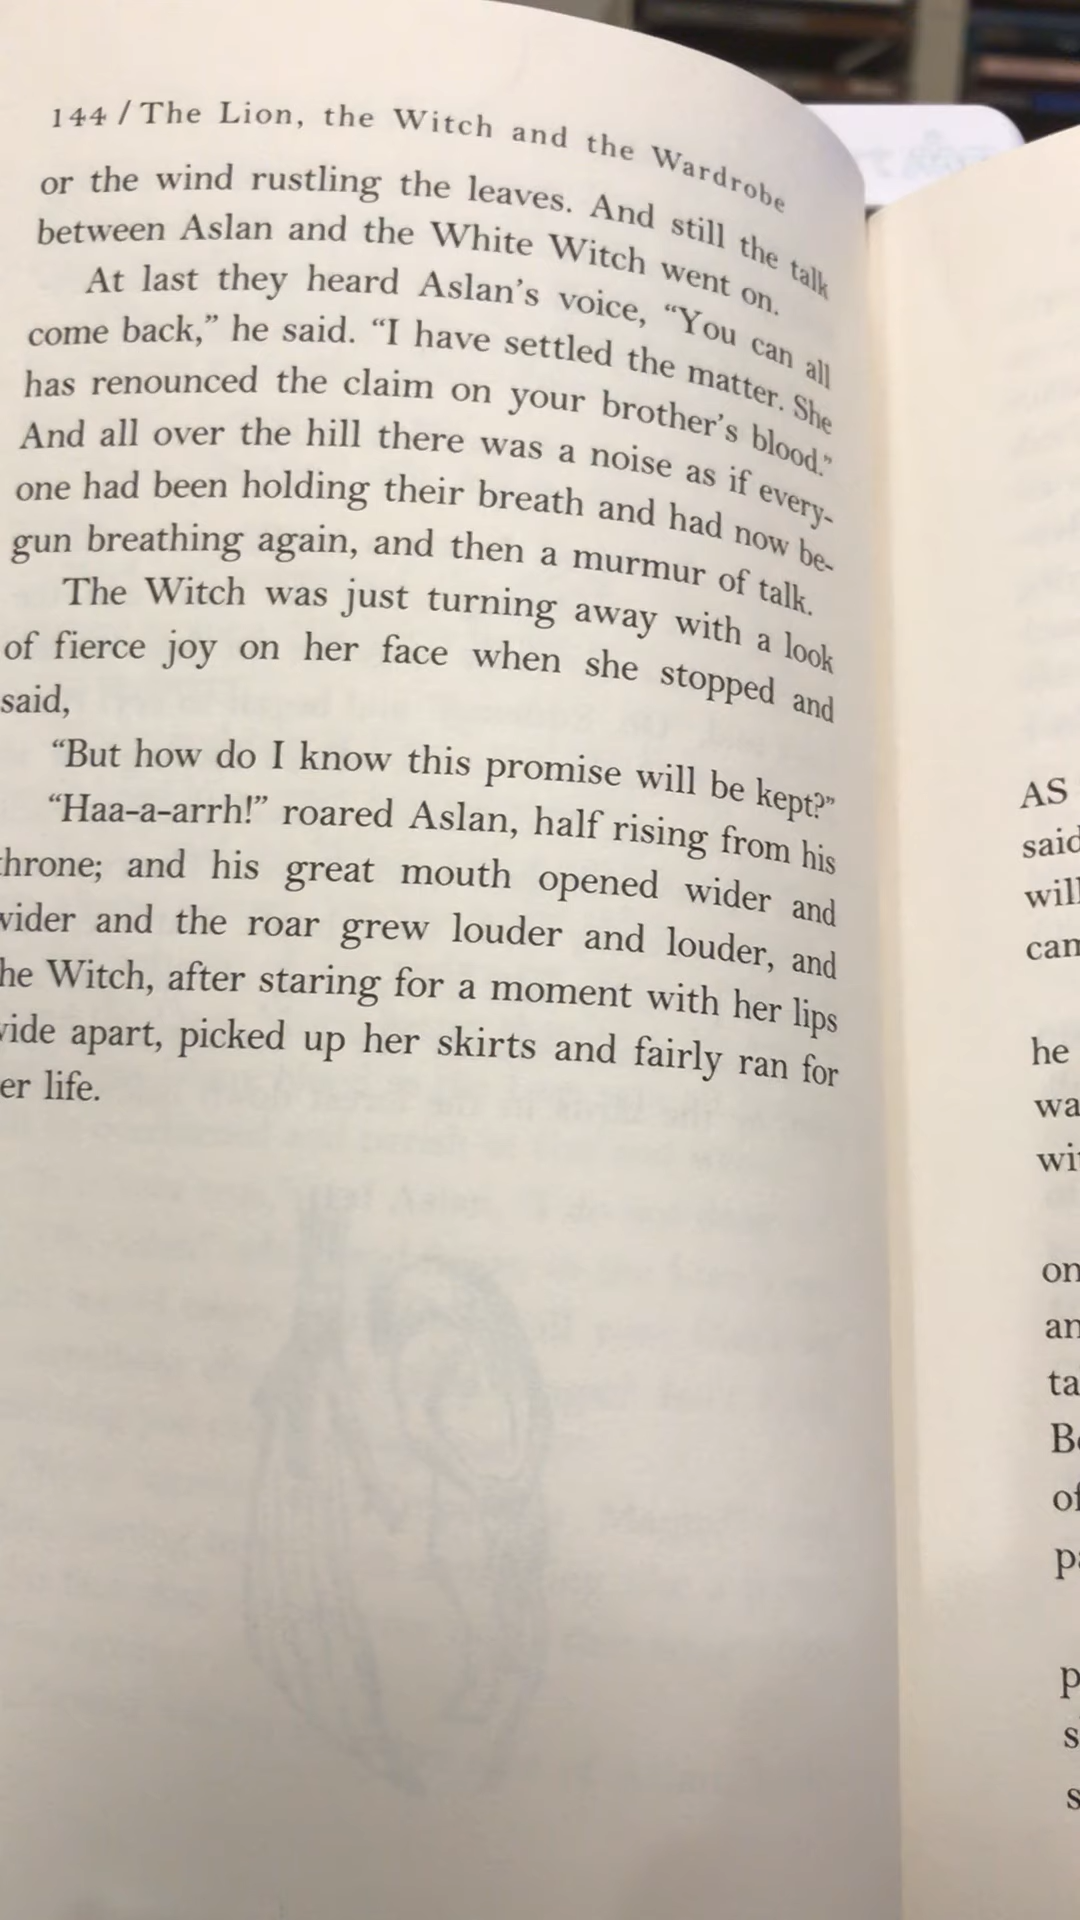 144 / The Lion, the Witch and the Wardrobe
or the wind rustling the leaves. And still the talk
between Aslan and the White Witch went on.
At last they heard Aslan's voice, “You can all
come back,” he said. “I have settled the matter. She
has renounced the claim on your brother's blood.”
And all over the hill there was a noise as if every-
one had been holding their breath and had now be-
gun breathing again, and then a murmur of talk.
The Witch was just turning away with a look
of fierce joy on her face when she stopped and
said,
“But how do I know this promise will be kept?”
“Haa-a-arrh!” roared Aslan, half rising from his
throne; and his great mouth opened wider and
wider and the roar grew louder and louder, and
he Witch, after staring for a moment with her lips
wide apart, picked up her skirts and fairly ran for
er life.
AS
said
will
can
he
wa
wi
on
an
ta
of
p
s
s